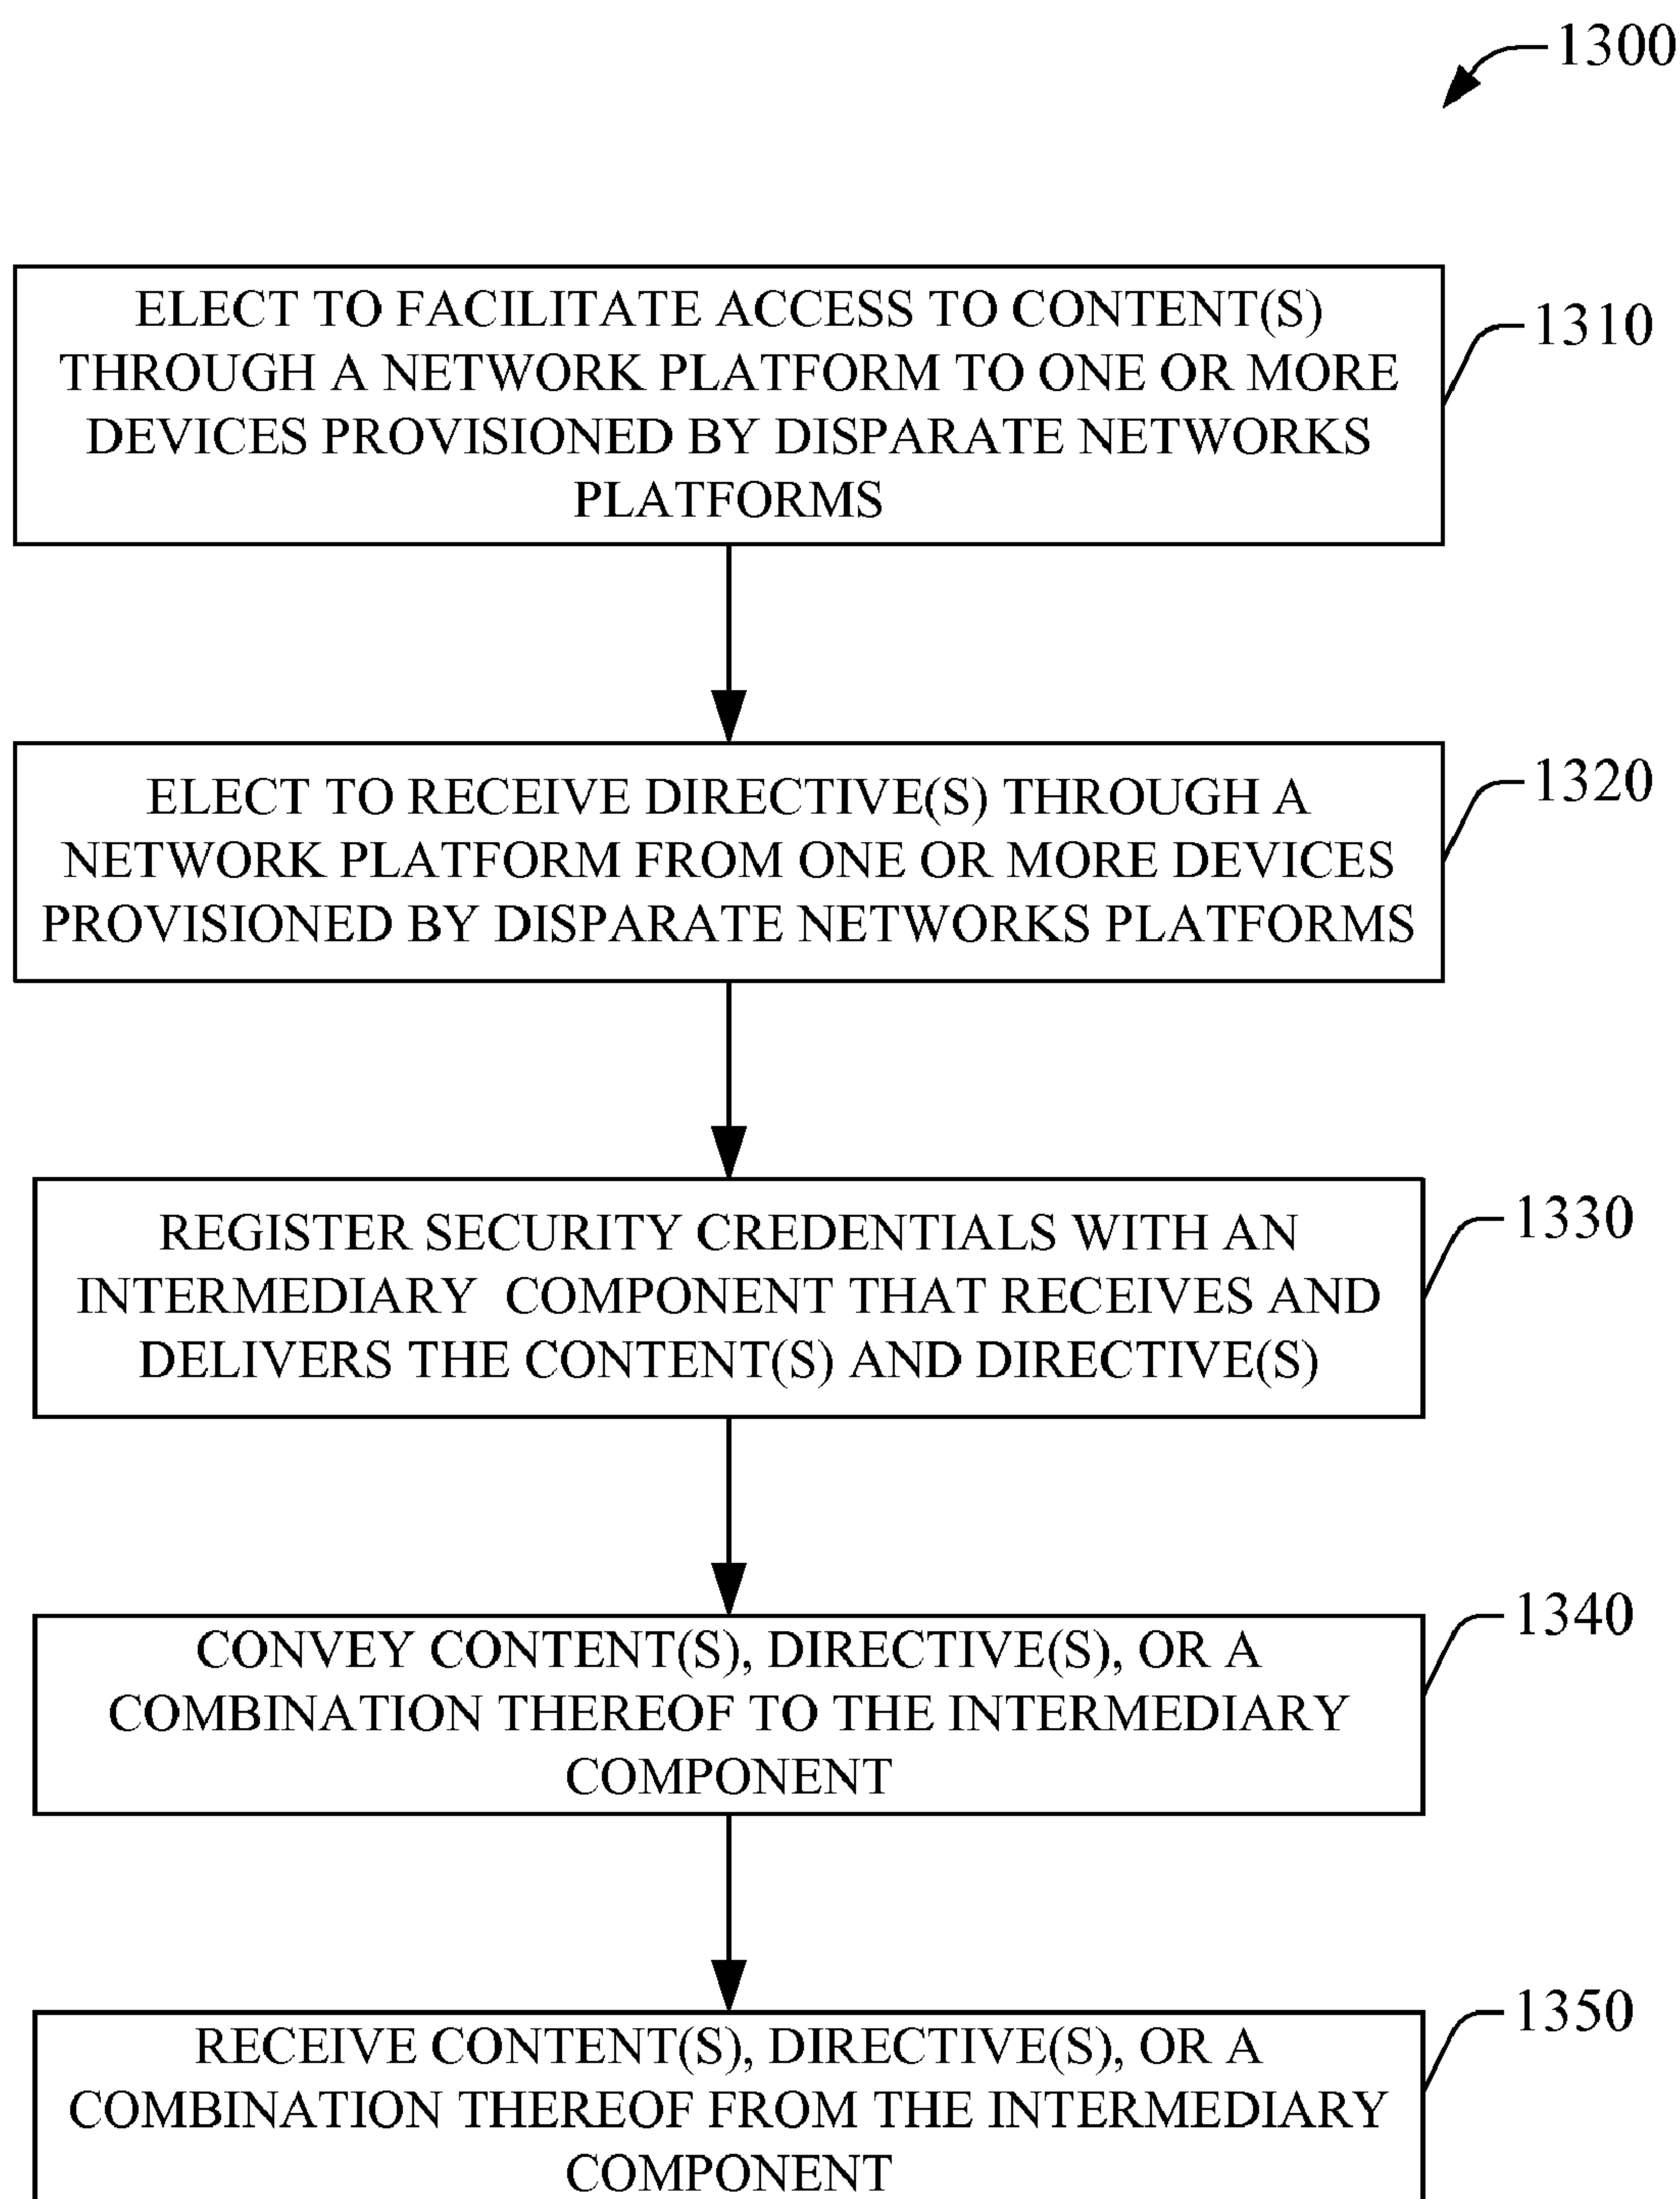 1300
ELECT TO FACILITATE ACCESS TO CONTENT(S)
THROUGH A NETWORK PLATFORM TO ONE OR MORE
DEVICES PROVISIONED BY DISPARATE NETWORKS
PLATFORMS
1310
ELECT TO RECEIVE DIRECTIVE(S) THROUGH A
NETWORK PLATFORM FROM ONE OR MORE DEVICES
PROVISIONED BY DISPARATE NETWORKS PLATFORMS
1320
REGISTER SECURITY CREDENTIALS WITH AN
INTERMEDIARY COMPONENT THAT RECEIVES AND
DELIVERS THE CONTENT(S) AND DIRECTIVE(S)
1330
CONVEY CONTENT(S), DIRECTIVE(S), OR A
COMBINATION THEREOF TO THE INTERMEDIARY
COMPONENT
1340
RECEIVE CONTENT(S), DIRECTIVE(S), OR A
COMBINATION THEREOF FROM THE INTERMEDIARY
COMPONENT
1350